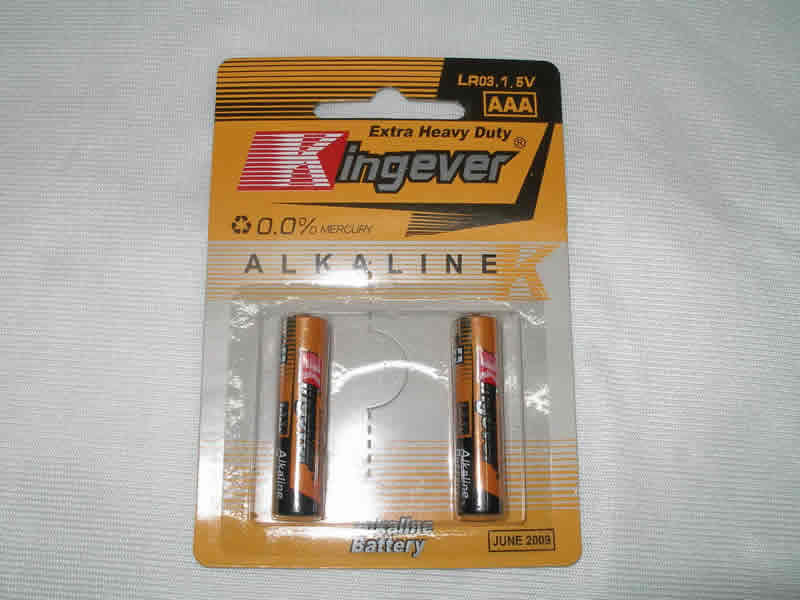 LR03.1.5V
AAA
Extra Heavy Duty
Kingever®
0.0% MERCURY
ALKALINE K
Kingever
AAA
Alkaline
Kingever
Alkaline
Alkaline
Battery
JUNE 2009